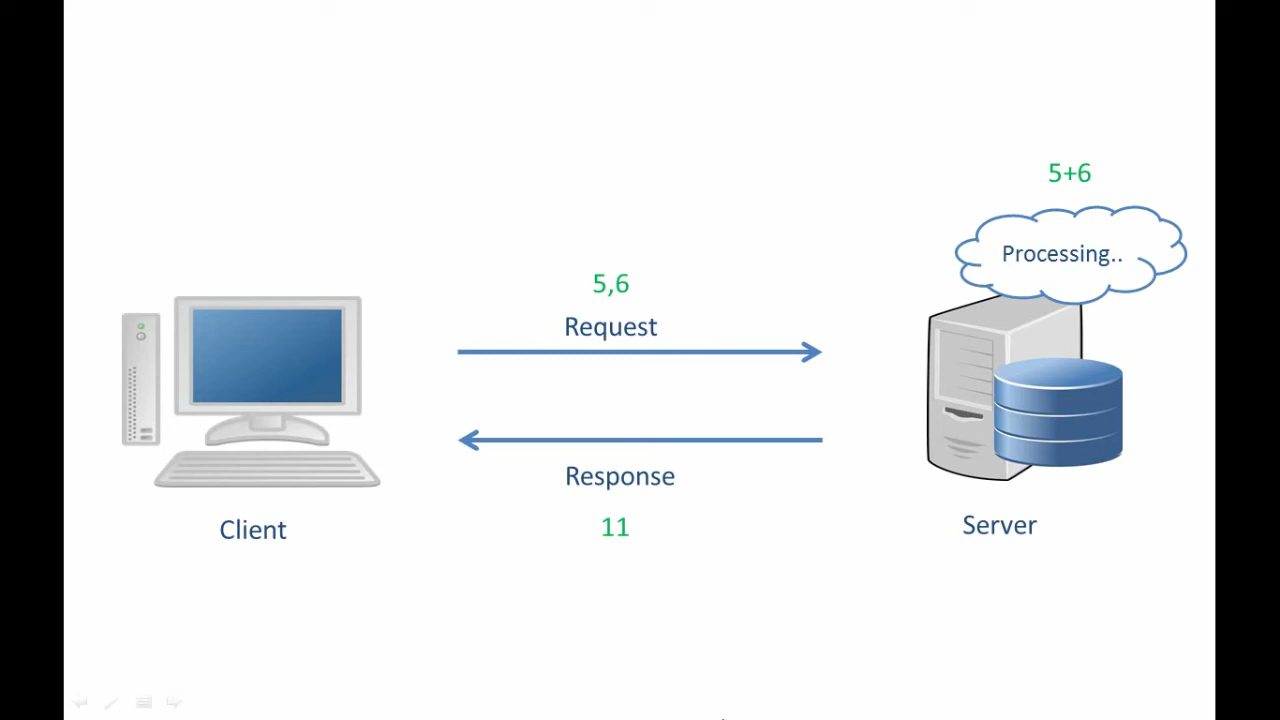 5+6
Processing..
5,6
Request
Response
11
Client
Server